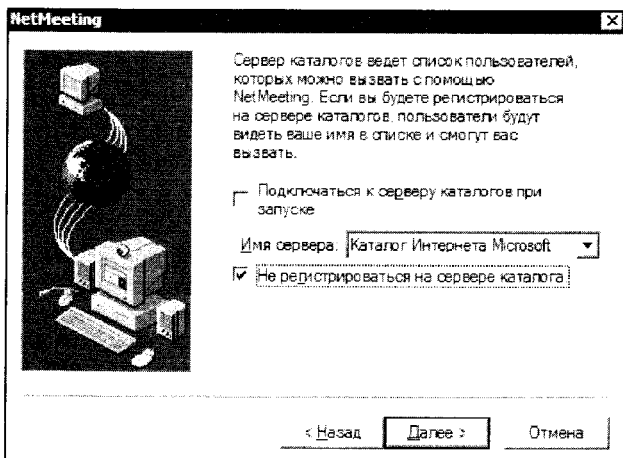 NetMeeting
Сервер каталогов ведет список пользователей,
которых можно вызвать с помощью
NetMeeting. Если вы будете регистрироваться
на сервере каталогов, пользователи будут
видеть ваше имя в списке и смогут вас
вызвать.
Подключаться к серверу каталогов при
запуске
Имя сервера: Каталог Интернета Microsoft
Не регистрироваться на сервере каталога
< Назад Далее > Отмена